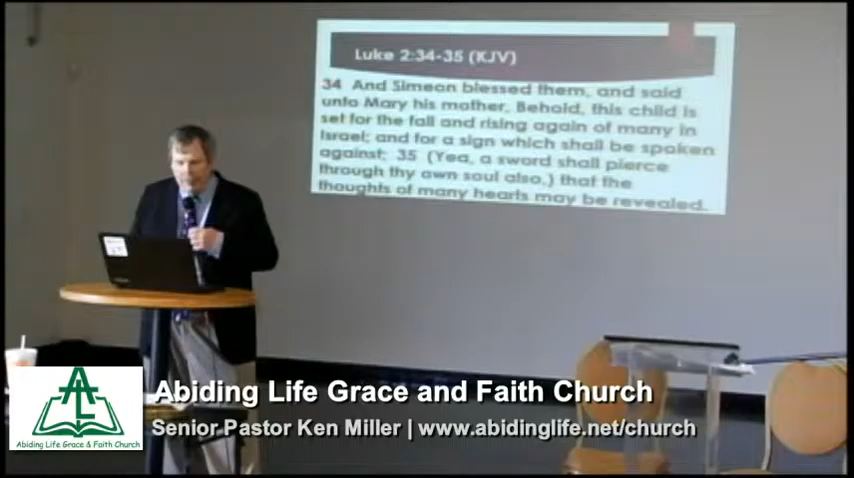 Luke 2:34-35 (KJV)
34 And Simeon blessed them, and said
unto Mary his mother, Behold, this child is
set for the fall and rising again of many in
Israel; and for a sign which shall be spoken
against; 35 (Yea, a sword shall pierce
through thy own soul also,) that the
thoughts of many hearts may be revealed.
Abiding Life Grace and Faith Church
Senior Pastor Ken Miller | www.abidinglife.net/church
AL
Abiding Life Grace & Faith Church